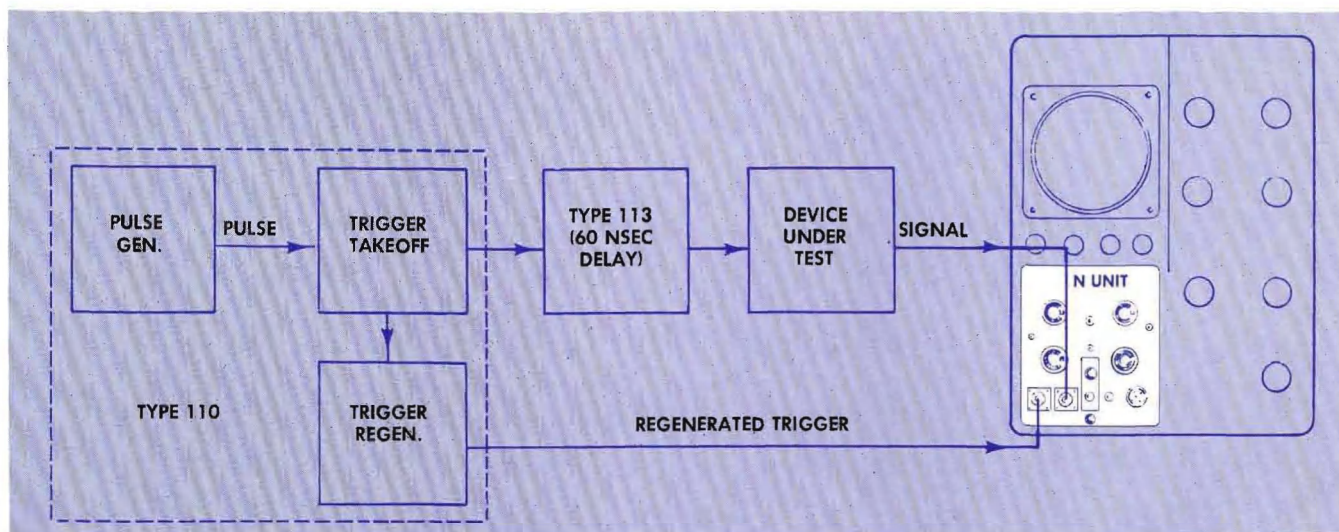 PULSE
GEN.
PULSE
TRIGGER
TAKEOFF
TYPE 113
(60 NSEC
DELAY)
DEVICE
UNDER
TEST
SIGNAL
N UNIT
TYPE 110
TRIGGER
REGEN.
REGENERATED TRIGGER